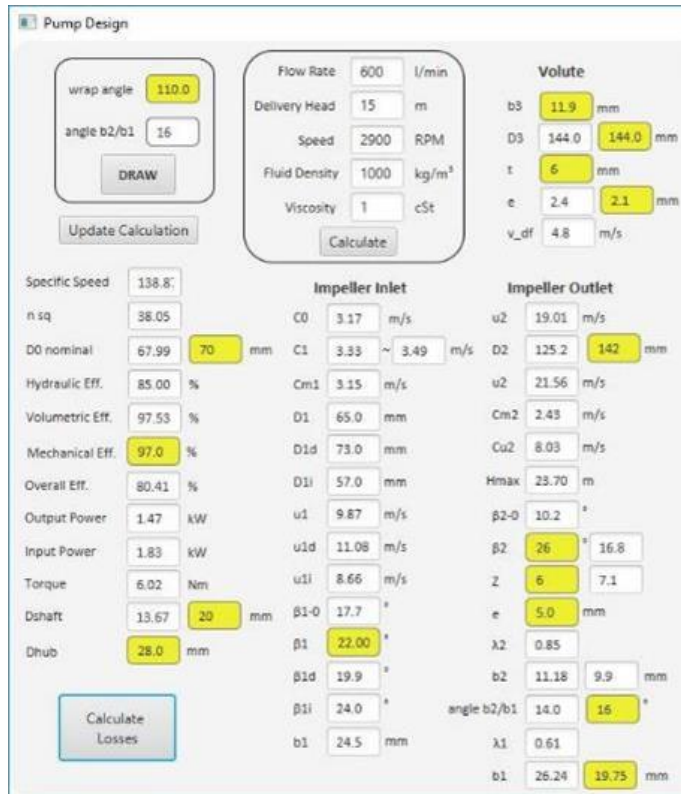 Pump Design
wrap angle 110.0
angle b2/b1 16
DRAW
Update Calculation
Flow Rate 600 l/min
Delivery Head 15 m
Speed 2900 RPM
Fluid Density 1000 kg/m³
Viscosity 1 cSt
Calculate
Volute
b3 11.9 mm
D3 144.0 144.0 mm
t 6 mm
e 2.4 2.1 mm
v_df 4.8 m/s
Specific Speed 138.8
n sq 38.05
D0 nominal 67.99 70 mm
Hydraulic Eff. 85.00 %
Volumetric Eff. 97.53 %
Mechanical Eff. 97.0 %
Overall Eff. 80.41 %
Output Power 1.47 kW
Input Power 1.83 kW
Torque 6.02 Nm
Dshaft 13.67 20 mm
Dhub 28.0 mm
Calculate
Losses
Impeller Inlet
C0 3.17 m/s
C1 3.33 ~ 3.49 m/s
Cm1 3.15 m/s
D1 65.0 mm
D1d 73.0 mm
D1i 57.0 mm
u1 9.87 m/s
u1d 11.08 m/s
u1i 8.66 m/s
β1-0 17.7 °
β1 22.00 °
β1d 19.9 °
β1i 24.0 °
b1 24.5 mm
Impeller Outlet
u2 19.01 m/s
D2 125.2 142 mm
u2 21.56 m/s
Cm2 2.43 m/s
Cu2 8.03 m/s
Hmax 23.70 m
β2-0 10.2 °
β2 26 ° 16.8
Z 6 7.1
e 5.0 mm
λ2 0.85
b2 11.18 9.9 mm
angle b2/b1 14.0 16 °
λ1 0.61
b1 26.24 19.75 mm